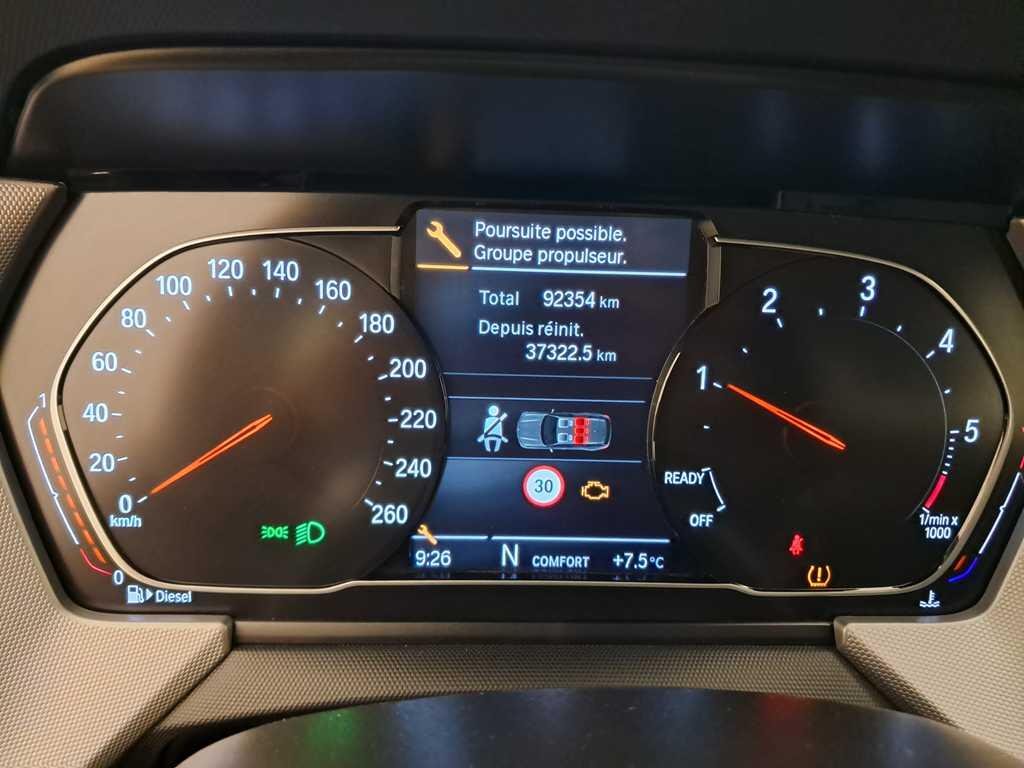 Poursuite possible.
Groupe propulseur.
Total 92354 km
Depuis réinit.
37322.5 km
30
9:26 N COMFORT +7.5°C
0
20
40
60
80
100
120
140
160
180
200
220
240
260
km/h
1
0
Diesel
1
2
3
4
5
READY
OFF
1/min x
1000